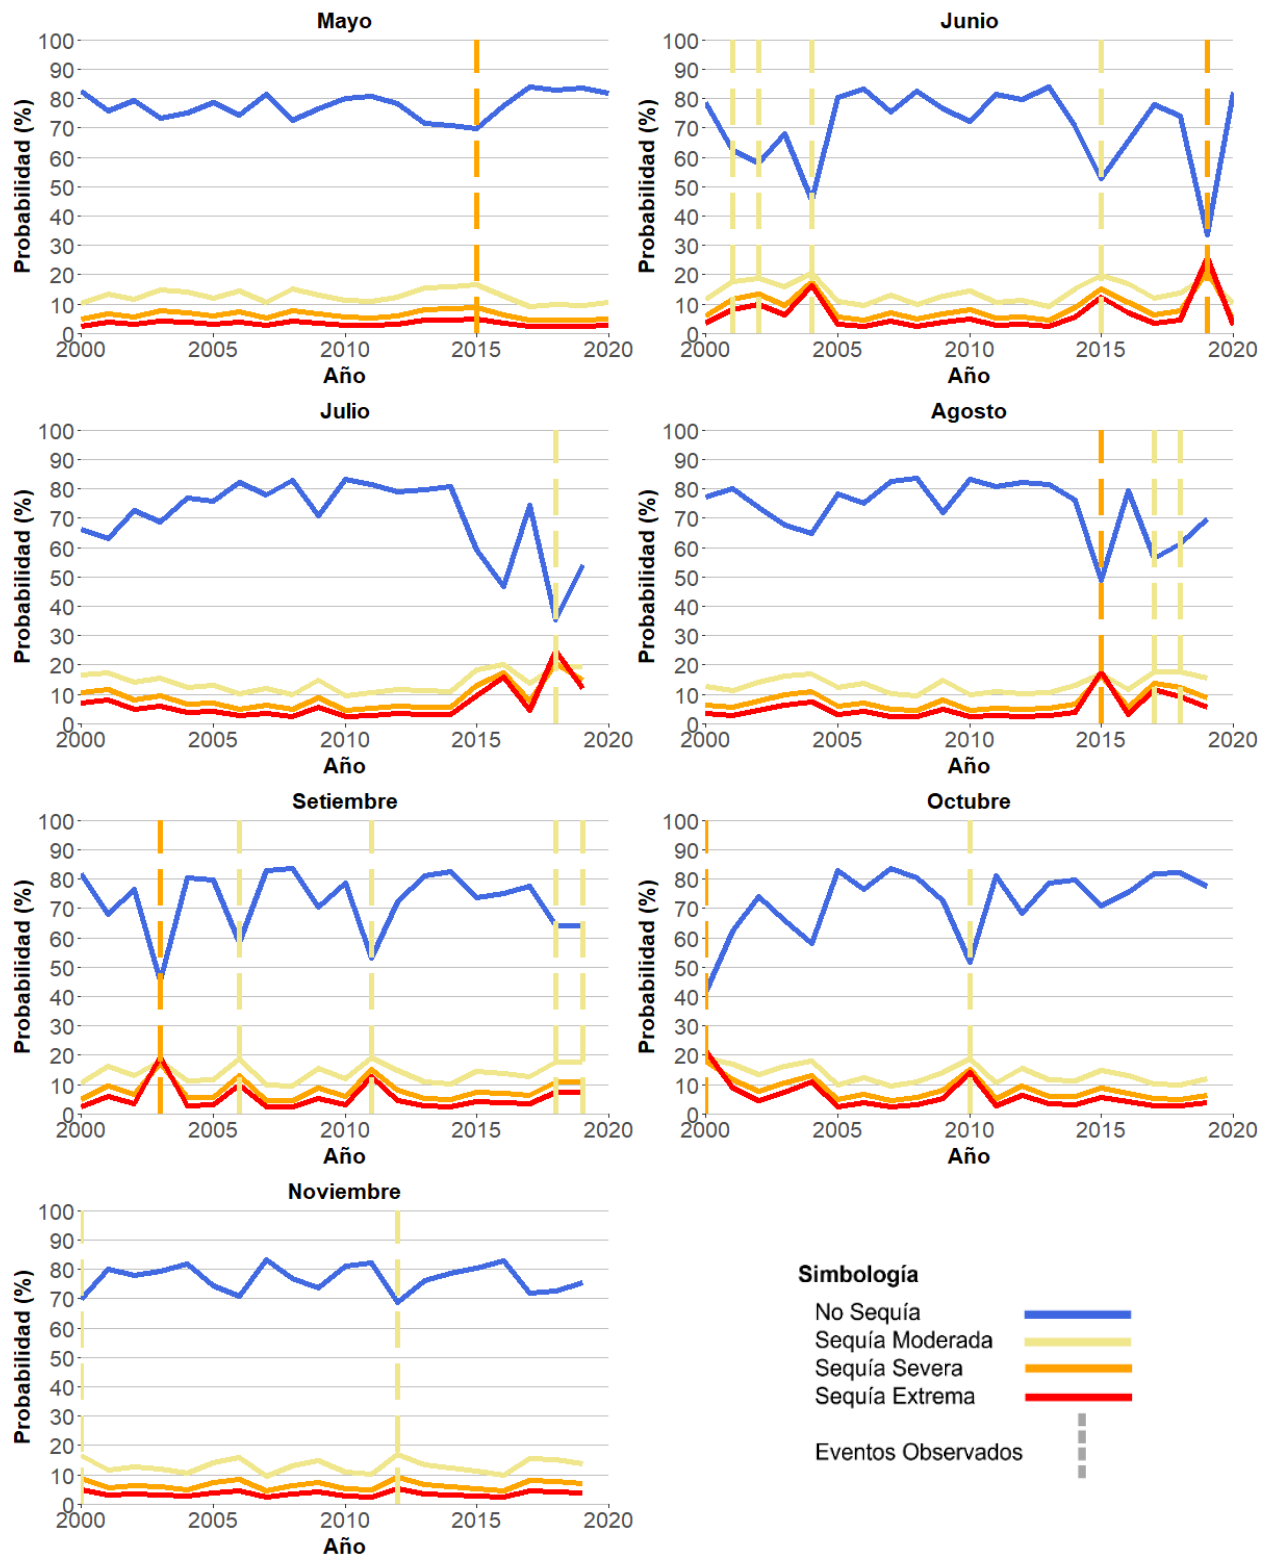 Mayo
Probabilidad (%)
100
90
80
70
60
50
40
30
20
10
0
2000 2005 2010 2015 2020
Año
Junio
Probabilidad (%)
100
90
80
70
60
50
40
30
20
10
0
2000 2005 2010 2015 2020
Año
Julio
Probabilidad (%)
100
90
80
70
60
50
40
30
20
10
0
2000 2005 2010 2015 2020
Año
Agosto
Probabilidad (%)
100
90
80
70
60
50
40
30
20
10
0
2000 2005 2010 2015 2020
Año
Setiembre
Probabilidad (%)
100
90
80
70
60
50
40
30
20
10
0
2000 2005 2010 2015 2020
Año
Octubre
Probabilidad (%)
100
90
80
70
60
50
40
30
20
10
0
2000 2005 2010 2015 2020
Año
Noviembre
Probabilidad (%)
100
90
80
70
60
50
40
30
20
10
0
2000 2005 2010 2015 2020
Año
Simbología
No Sequía
Sequía Moderada
Sequía Severa
Sequía Extrema
Eventos Observados